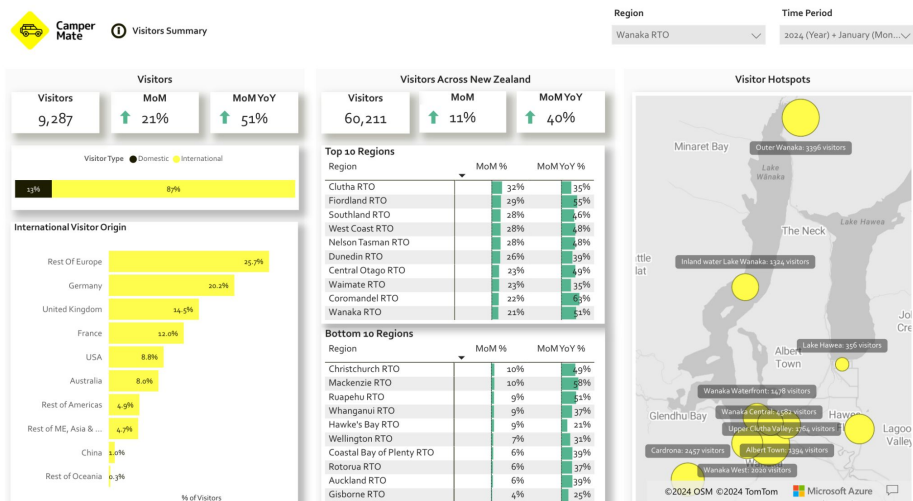 Camper
Mate
Visitors Summary
Region
Wanaka RTO
Time Period
2024 (Year) + January (Mon...
Visitors
Visitors
9,287
MoM
21%
MoM YoY
51%
Visitor Type Domestic International
13% 87%
International Visitor Origin
Rest Of Europe 25.7%
Germany 20.2%
United Kingdom 14.5%
France 12.0%
USA 8.8%
Australia 8.0%
Rest of Americas 4.9%
Rest of ME, Asia & ... 4.7%
China 1.0%
Rest of Oceania 0.3%
% of Visitors
Visitors Across New Zealand
Visitors
60,211
MoM
11%
MoM YoY
40%
Top 10 Regions
Region MoM % MoM YoY %
Clutha RTO 32% 35%
Fiordland RTO 29% 55%
Southland RTO 28% 46%
West Coast RTO 28% 48%
Nelson Tasman RTO 28% 48%
Dunedin RTO 26% 39%
Central Otago RTO 23% 49%
Waimate RTO 23% 35%
Coromandel RTO 22% 63%
Wanaka RTO 21% 51%
Bottom 10 Regions
Region MoM % MoM YoY %
Christchurch RTO 10% 49%
Mackenzie RTO 10% 58%
Ruapehu RTO 9% 51%
Whanganui RTO 9% 37%
Hawke's Bay RTO 9% 21%
Wellington RTO 7% 31%
Coastal Bay of Plenty RTO 6% 39%
Rotorua RTO 6% 37%
Auckland RTO 6% 39%
Gisborne RTO 4% 25%
Visitor Hotspots
Minaret Bay
Outer Wanaka: 3396 visitors
Lake
Wānaka
Lake Hawea
The Neck
ttle
lat
Inland water Lake Wanaka: 1324 visitors
Joh
Cre
Lake Hawea: 356 visitors
Albert
Town
Wanaka Waterfront: 1478 visitors
Glendhu Bay
Wanaka Central: 4582 visitors
Hawe
Upper Clutha Valley: 1764 visitors
Lagoo
Valley
Cardrona: 2457 visitors
Albert Town: 1394 visitors
Wanaka West: 2020 visitors
©2024 OSM ©2024 TomTom
Microsoft Azure